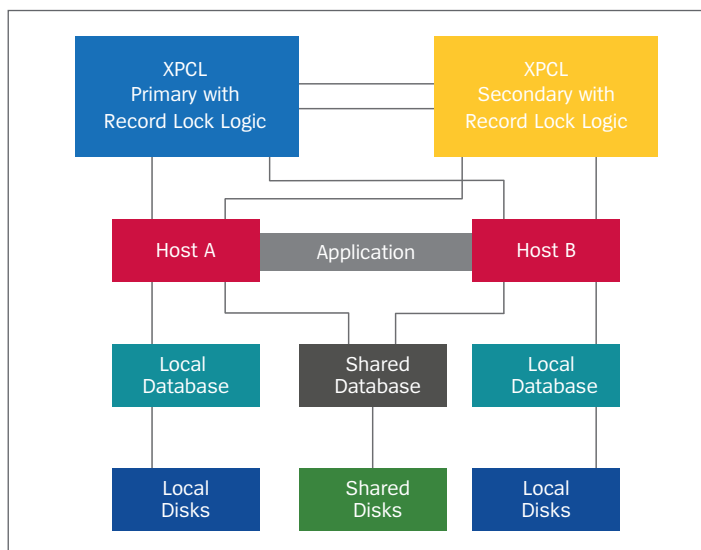 XPCL
Primary with
Record Lock Logic
XPCL
Secondary with
Record Lock Logic
Host A
Application
Host B
Local
Database
Shared
Database
Local
Database
Local
Disks
Shared
Disks
Local
Disks